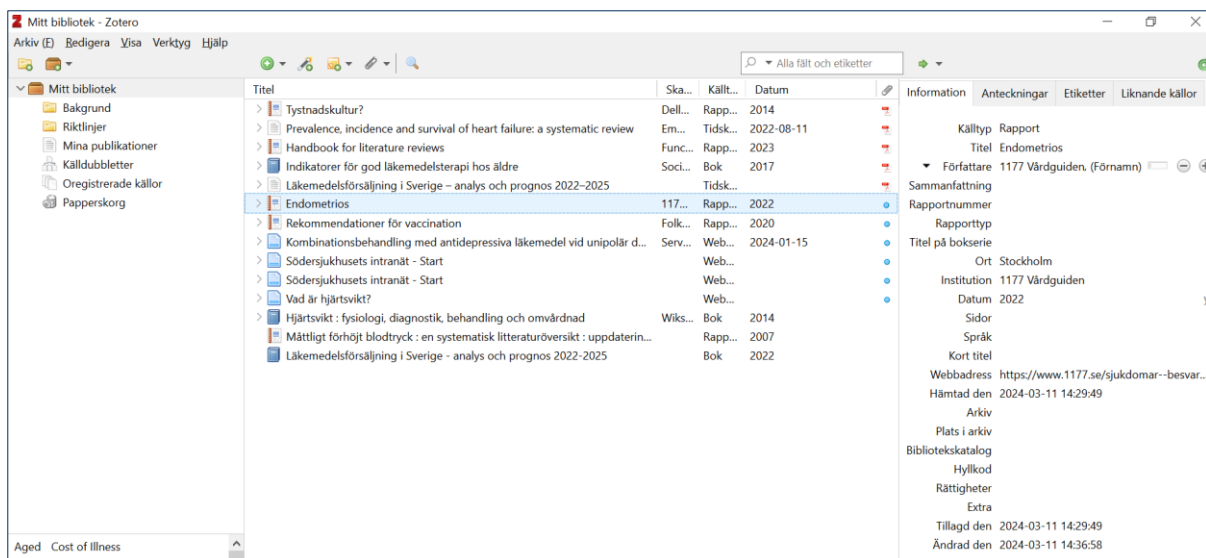 Mitt bibliotek - Zotero
Arkiv (F) Redigera Visa Verktyg Hjälp
Alla fält och etiketter
Mitt bibliotek
Bakgrund
Riktlinjer
Mina publikationer
Källdubbletter
Oregistrerade källor
Papperskorg
Aged Cost of Illness
Titel Ska... Källt... Datum
Tystnadskultur? Dell... Rapp... 2014
Prevalence, incidence and survival of heart failure: a systematic review Em... Tidsk... 2022-08-11
Handbook for literature reviews Func... Rapp... 2023
Indikatorer för god läkemedelsterapi hos äldre Soci... Bok 2017
Läkemedelsförsäljning i Sverige – analys och prognos 2022–2025 Tidsk...
Endometrios 117... Rapp... 2022
Rekommendationer för vaccination Folk... Rapp... 2020
Kombinationsbehandling med antidepressiva läkemedel vid unipolär d... Serv... Web... 2024-01-15
Södersjukhusets intranät - Start Web...
Södersjukhusets intranät - Start Web...
Vad är hjärtsvikt? Web...
Hjärtsvikt : fysiologi, diagnostik, behandling och omvårdnad Wiks... Bok 2014
Måttligt förhöjt blodtryck : en systematisk litteraturöversikt : uppdaterin... Rapp... 2007
Läkemedelsförsäljning i Sverige - analys och prognos 2022-2025 Bok 2022
Information Anteckningar Etiketter Liknande källor
Källtyp Rapport
Titel Endometrios
Författare 1177 Vårdguiden, (Förnamn)
Sammanfattning
Rapportnummer
Rapporttyp
Titel på bokserie
Ort Stockholm
Institution 1177 Vårdguiden
Datum 2022 y
Sidor
Språk
Kort titel
Webbadress https://www.1177.se/sjukdomar--besvar...
Hämtad den 2024-03-11 14:29:49
Arkiv
Plats i arkiv
Bibliotekskatalog
Hyllkod
Rättigheter
Extra
Tillagd den 2024-03-11 14:29:49
Ändrad den 2024-03-11 14:36:58